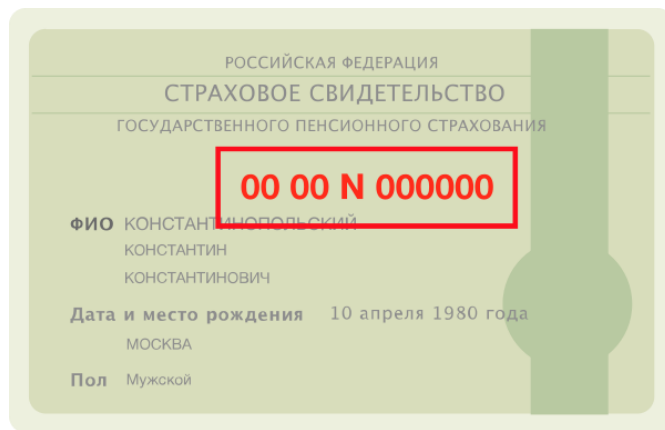 РОССИЙСКАЯ ФЕДЕРАЦИЯ
СТРАХОВОЕ СВИДЕТЕЛЬСТВО
ГОСУДАРСТВЕННОГО ПЕНСИОННОГО СТРАХОВАНИЯ
00 00 N 000000
ФИО КОНСТАНТИНОПОЛЬСКИЙ
КОНСТАНТИН
КОНСТАНТИНОВИЧ
Дата и место рождения 10 апреля 1980 года
МОСКВА
Пол Мужской